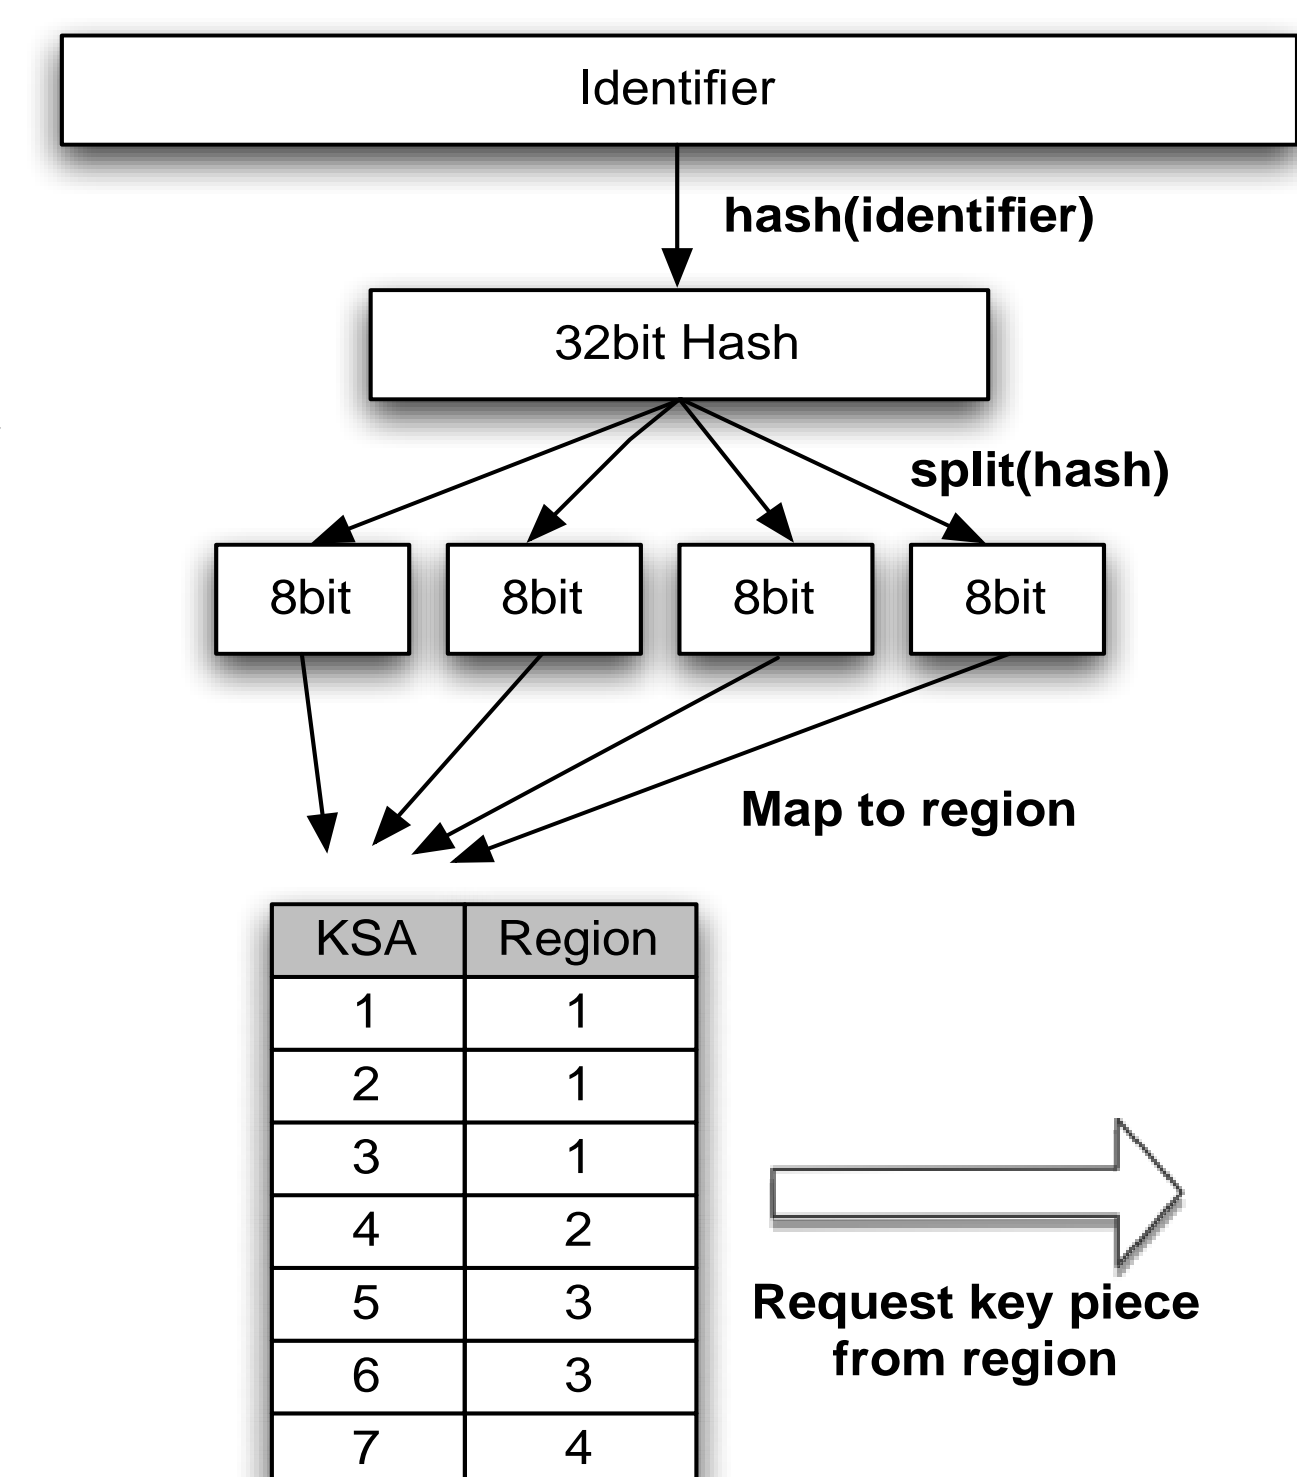 Identifier
hash(identifier)
32bit Hash
split(hash)
8bit 8bit 8bit 8bit
Map to region
KSA Region
1 1
2 1
3 1
4 2
5 3
6 3
7 4
Request key piece
from region